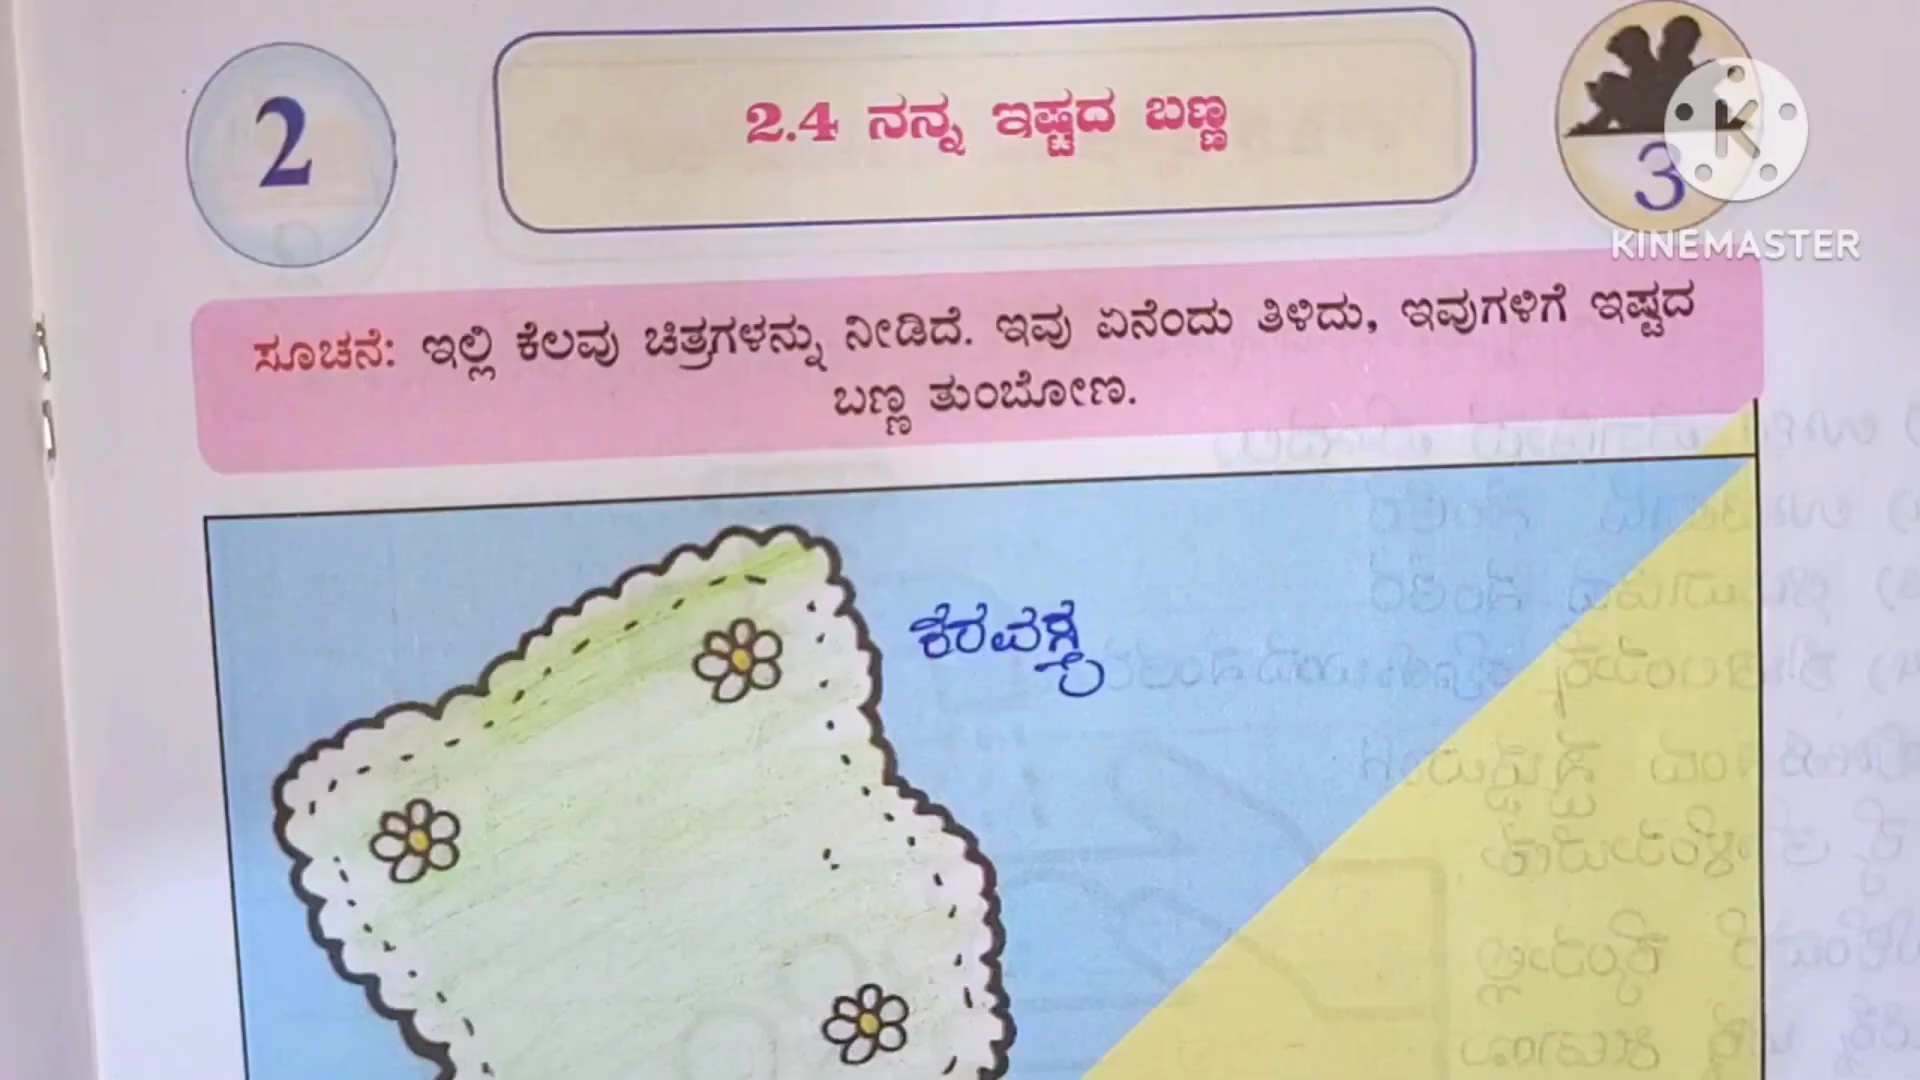 2
2.4 ನನ್ನ ಇಷ್ಟದ ಬಣ್ಣ
3
KINEMASTER
ಸೂಚನೆ: ಇಲ್ಲಿ ಕೆಲವು ಚಿತ್ರಗಳನ್ನು ನೀಡಿದೆ. ಇವು ಏನೆಂದು ತಿಳಿದು, ಇವುಗಳಿಗೆ ಇಷ್ಟದ
ಬಣ್ಣ ತುಂಬೋಣ.
ಕೆರವಸ್ತ್ರ